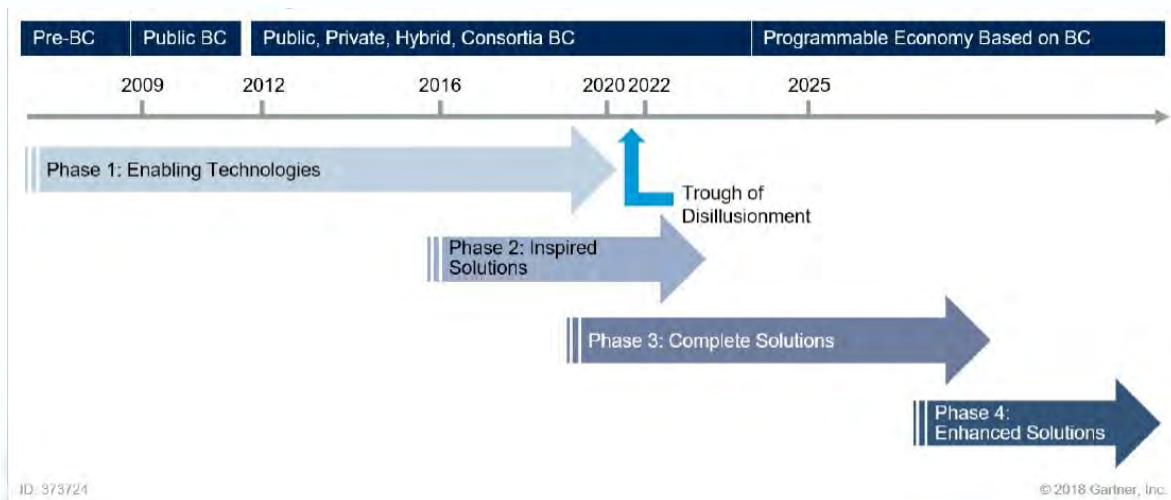 Pre-BC
Public BC
Public, Private, Hybrid, Consortia BC
Programmable Economy Based on BC
2009
2012
2016
2020
2022
2025
Phase 1: Enabling Technologies
Trough of
Disillusionment
Phase 2: Inspired
Solutions
Phase 3: Complete Solutions
Phase 4:
Enhanced Solutions
ID: 373724
© 2018 Gartner, Inc.